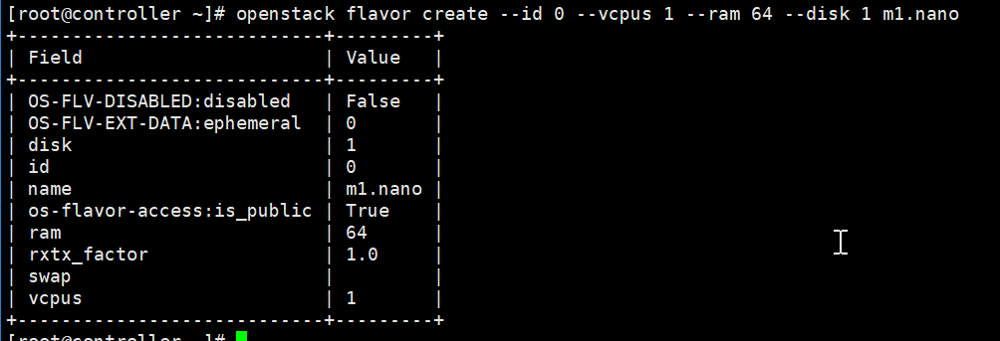 [root@controller ~]# openstack flavor create --id 0 --vcpus 1 --ram 64 --disk 1 m1.nano
+----------------------------+---------+
| Field                      | Value   |
+----------------------------+---------+
| OS-FLV-DISABLED:disabled   | False   |
| OS-FLV-EXT-DATA:ephemeral  | 0       |
| disk                       | 1       |
| id                         | 0       |
| name                       | m1.nano |
| os-flavor-access:is_public | True    |
| ram                        | 64      |
| rxtx_factor                | 1.0     |
| swap                       |         |
| vcpus                      | 1       |
+----------------------------+---------+
[root@controller ~]#